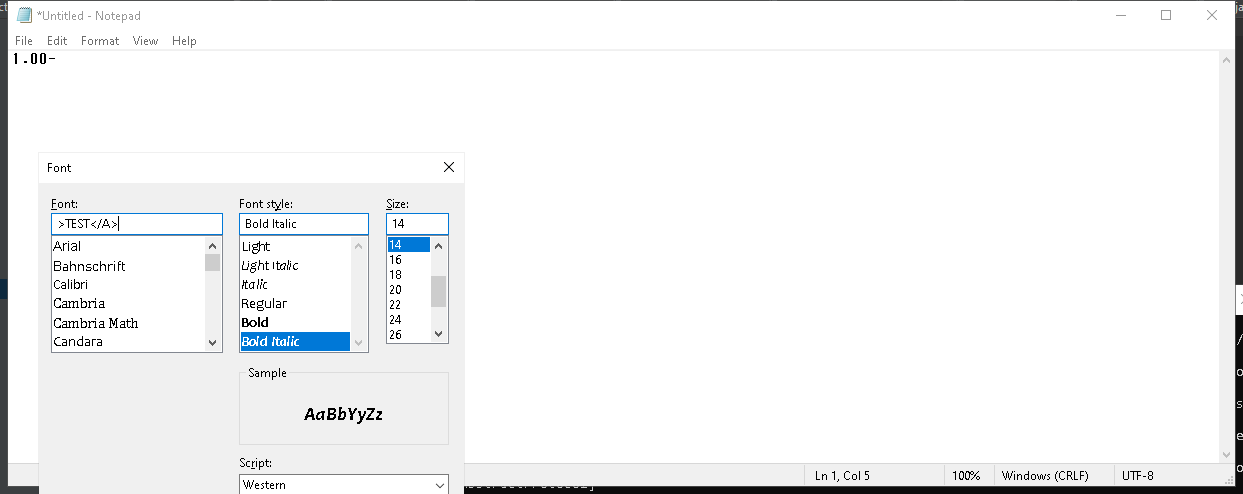 *Untitled - Notepad
File Edit Format View Help
1.00-
Font
Font: Font style: Size:
>TEST</A> Bold Italic 14
Arial Light 14
Bahnschrift Light Italic 16
Calibri Italic 18
Cambria Regular 20
Cambria Math Bold 22
Candara Bold Italic 24
26
Sample
AaBbYyZz
Script:
Western
Ln 1, Col 5 100% Windows (CRLF) UTF-8